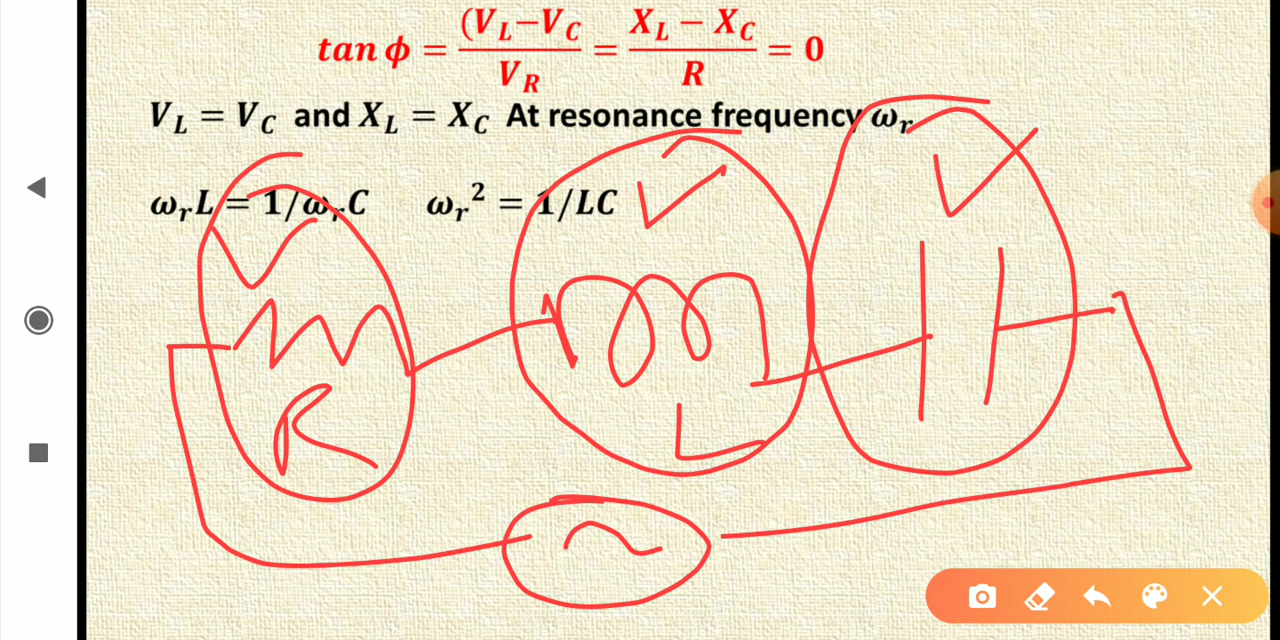 tan ϕ = (V_L−V_C / V_R = X_L − X_C / R = 0
V_L = V_C and X_L = X_C At resonance frequency ω_r
ω_rL = 1/ω_rC ω_r² = 1/LC
R
L